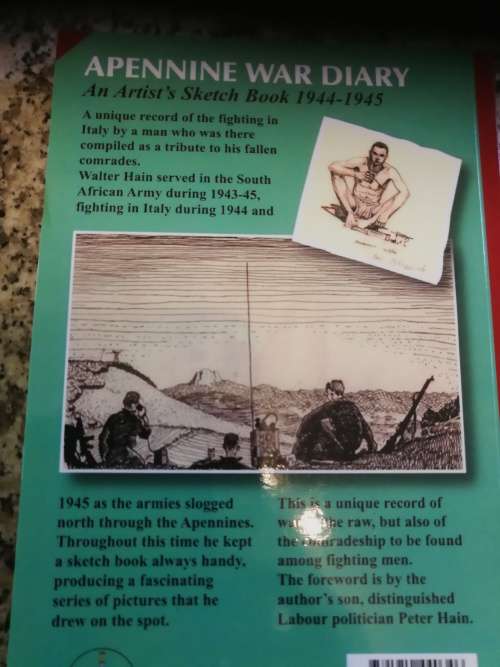 APENNINE WAR DIARY
An Artist's Sketch Book 1944-1945
A unique record of the fighting in
Italy by a man who was there
compiled as a tribute to his fallen
comrades.
Walter Hain served in the South
African Army during 1943-45,
fighting in Italy during 1944 and
1945 as the armies slogged
north through the Apennines.
Throughout this time he kept
a sketch book always handy,
producing a fascinating
series of pictures that he
drew on the spot.
This is a unique record of
the raw, but also of
the comradeship to be found
among fighting men.
The foreword is by the
author's son, distinguished
Labour politician Peter Hain.